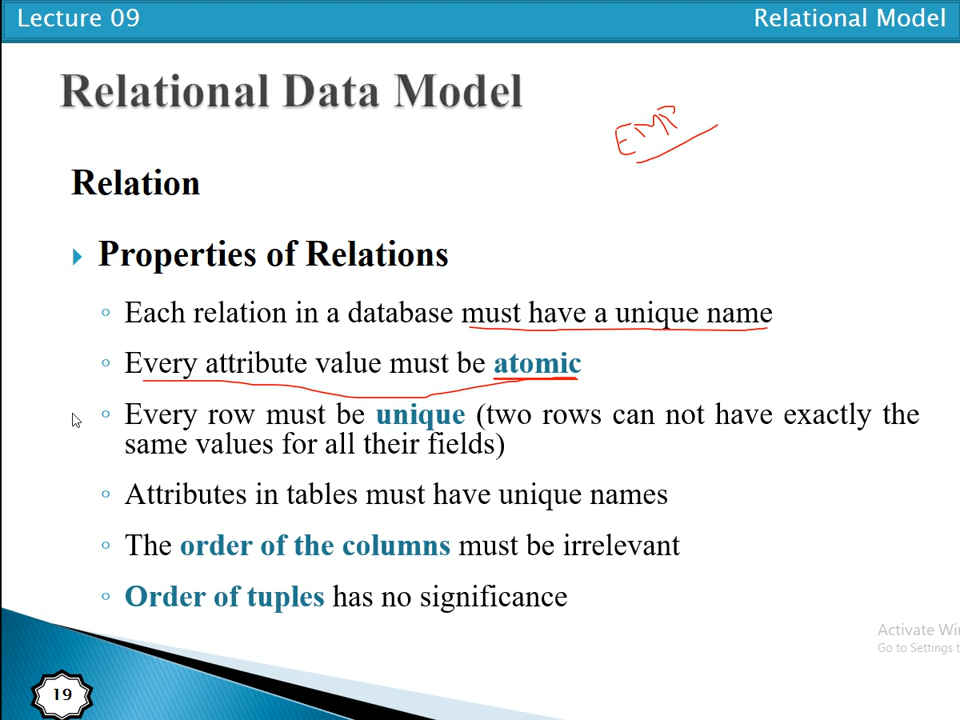 Lecture 09
Relational Model
Relational Data Model
EMP
Relation
Properties of Relations
Each relation in a database must have a unique name
Every attribute value must be atomic
Every row must be unique (two rows can not have exactly the
same values for all their fields)
Attributes in tables must have unique names
The order of the columns must be irrelevant
Order of tuples has no significance
Activate Win
Go to Settings t
19